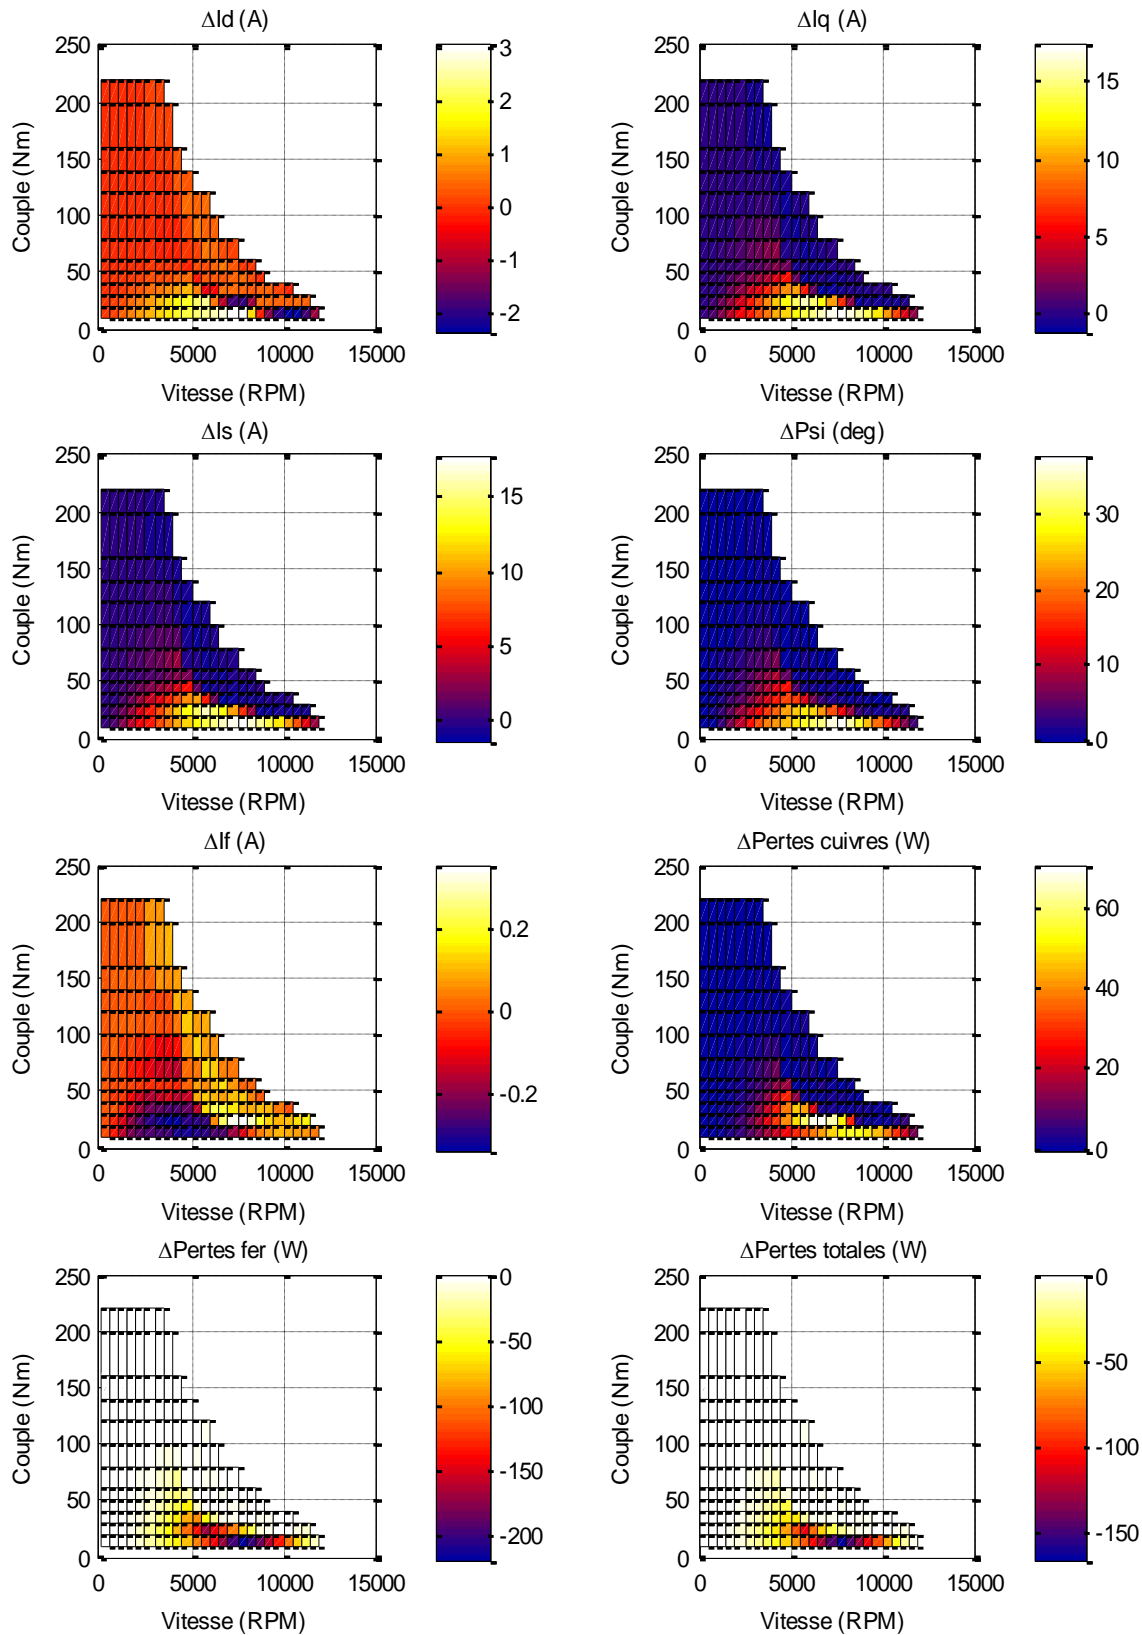 ΔId (A)
250
200
150
100
50
0
0 5000 10000 15000
Couple (Nm)
Vitesse (RPM)
3
2
1
0
-1
-2
ΔIq (A)
250
200
150
100
50
0
0 5000 10000 15000
Couple (Nm)
Vitesse (RPM)
15
10
5
0
ΔIs (A)
250
200
150
100
50
0
0 5000 10000 15000
Couple (Nm)
Vitesse (RPM)
15
10
5
0
ΔPsi (deg)
250
200
150
100
50
0
0 5000 10000 15000
Couple (Nm)
Vitesse (RPM)
30
20
10
0
ΔIf (A)
250
200
150
100
50
0
0 5000 10000 15000
Couple (Nm)
Vitesse (RPM)
0.2
0
-0.2
ΔPertes cuivres (W)
250
200
150
100
50
0
0 5000 10000 15000
Couple (Nm)
Vitesse (RPM)
60
40
20
0
ΔPertes fer (W)
250
200
150
100
50
0
0 5000 10000 15000
Couple (Nm)
Vitesse (RPM)
0
-50
-100
-150
-200
ΔPertes totales (W)
250
200
150
100
50
0
0 5000 10000 15000
Couple (Nm)
Vitesse (RPM)
0
-50
-100
-150